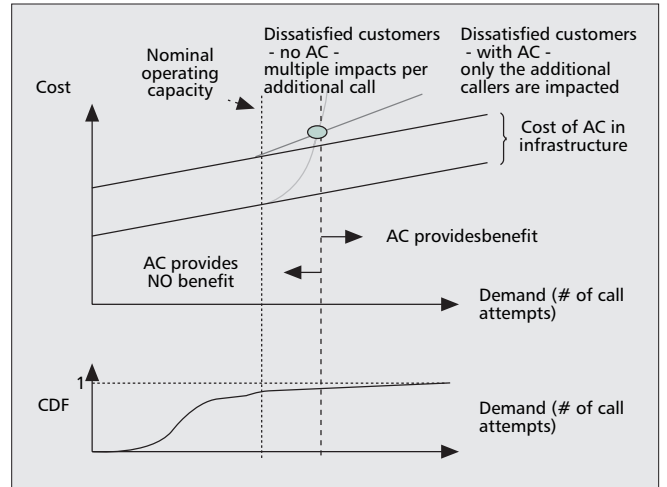 Dissatisfied customers
- no AC -
multiple impacts per
additional call
Dissatisfied customers
- with AC -
only the additional
callers are impacted
Nominal
operating
capacity
Cost
Cost of AC in
infrastructure
AC providesbenefit
AC provides
NO benefit
Demand (# of call
attempts)
1
CDF
Demand (# of call
attempts)